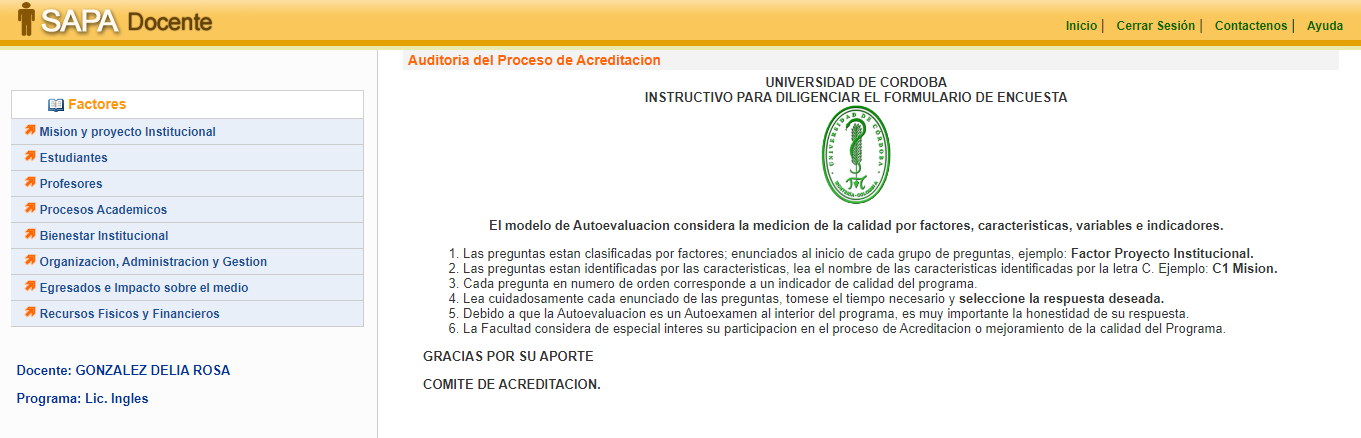 SAPA Docente
Inicio | Cerrar Sesión | Contactenos | Ayuda
Factores
Mision y proyecto Institucional
Estudiantes
Profesores
Procesos Academicos
Bienestar Institucional
Organizacion, Administracion y Gestion
Egresados e Impacto sobre el medio
Recursos Fisicos y Financieros
Docente: GONZALEZ DELIA ROSA
Programa: Lic. Ingles
Auditoria del Proceso de Acreditacion
UNIVERSIDAD DE CORDOBA
INSTRUCTIVO PARA DILIGENCIAR EL FORMULARIO DE ENCUESTA
UNIVERSIDAD DE CÓRDOBA
MONTERIA-COLOMBIA
El modelo de Autoevaluacion considera la medicion de la calidad por factores, caracteristicas, variables e indicadores.
1. Las preguntas estan clasificadas por factores; enunciados al inicio de cada grupo de preguntas, ejemplo: Factor Proyecto Institucional.
2. Las preguntas estan identificadas por las caracteristicas, lea el nombre de las caracteristicas identificadas por la letra C. Ejemplo: C1 Mision.
3. Cada pregunta en numero de orden corresponde a un indicador de calidad del programa.
4. Lea cuidadosamente cada enunciado de las preguntas, tomese el tiempo necesario y seleccione la respuesta deseada.
5. Debido a que la Autoevaluacion es un Autoexamen al interior del programa, es muy importante la honestidad de su respuesta.
6. La Facultad considera de especial interes su participacion en el proceso de Acreditacion o mejoramiento de la calidad del Programa.
GRACIAS POR SU APORTE
COMITE DE ACREDITACION.